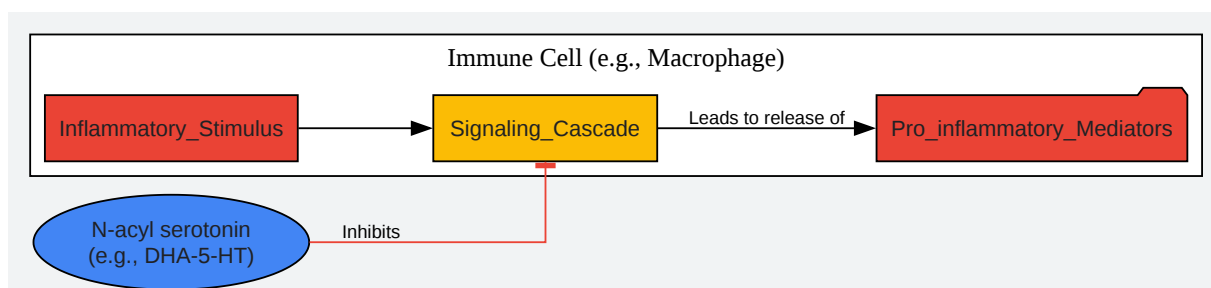 Immune Cell (e.g., Macrophage)
Inflammatory_Stimulus
Signaling_Cascade
Leads to release of
Pro_inflammatory_Mediators
N-acyl serotonin
(e.g., DHA-5-HT)
Inhibits